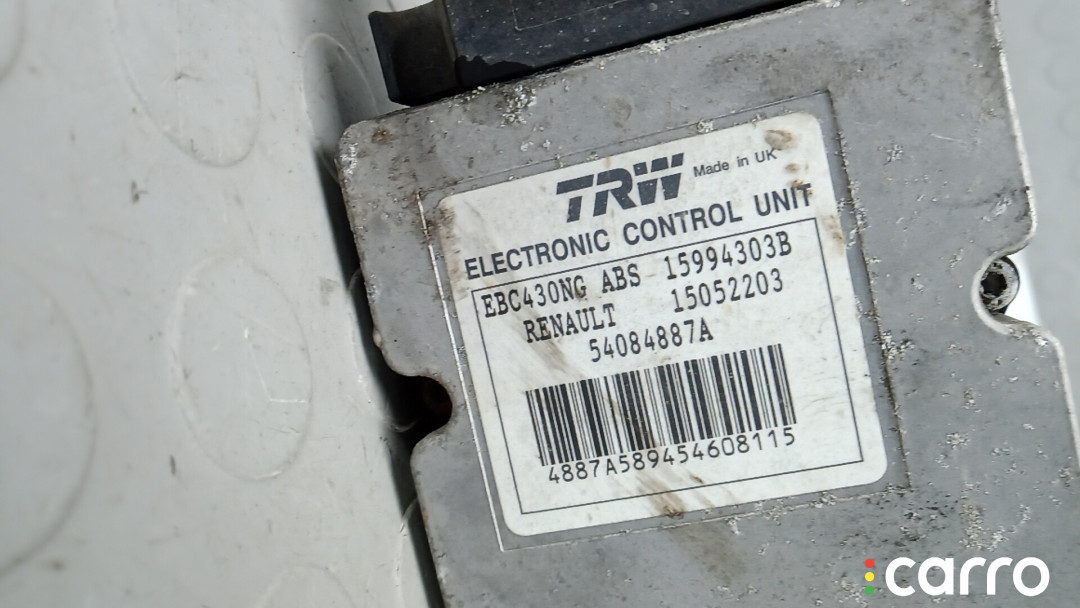 TRW Made in UK
ELECTRONIC CONTROL UNIT
EBC430NG ABS 15994303B
RENAULT 15052203
54084887A
4887A589454608115
carro